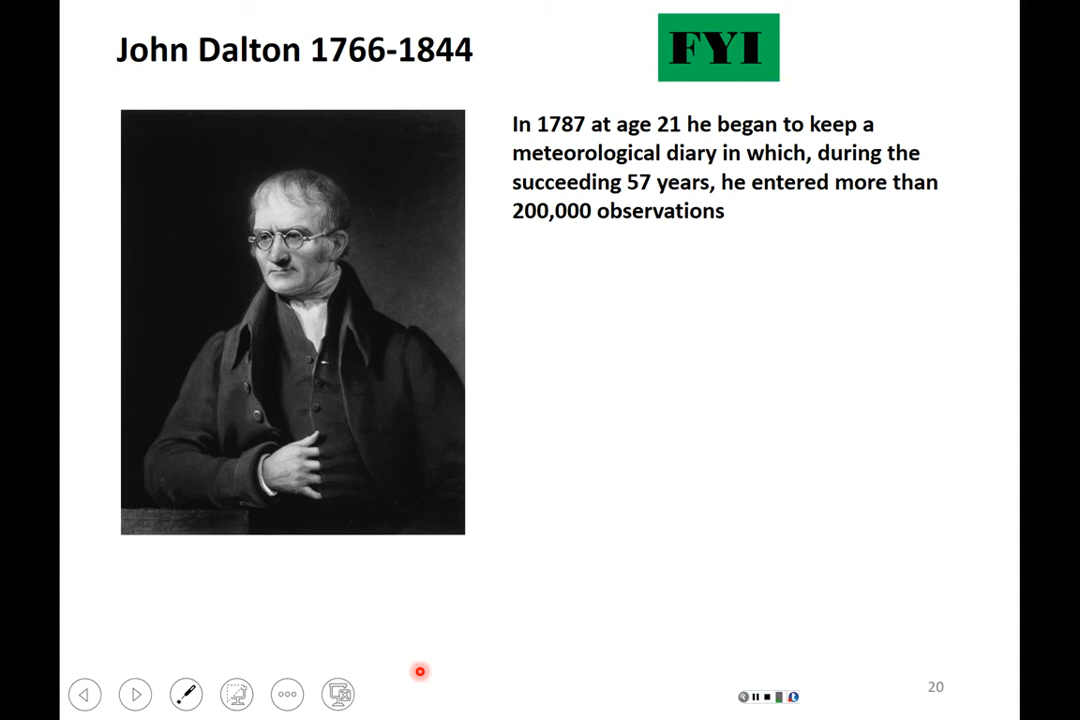 John Dalton 1766-1844
FYI
In 1787 at age 21 he began to keep a
meteorological diary in which, during the
succeeding 57 years, he entered more than
200,000 observations
20